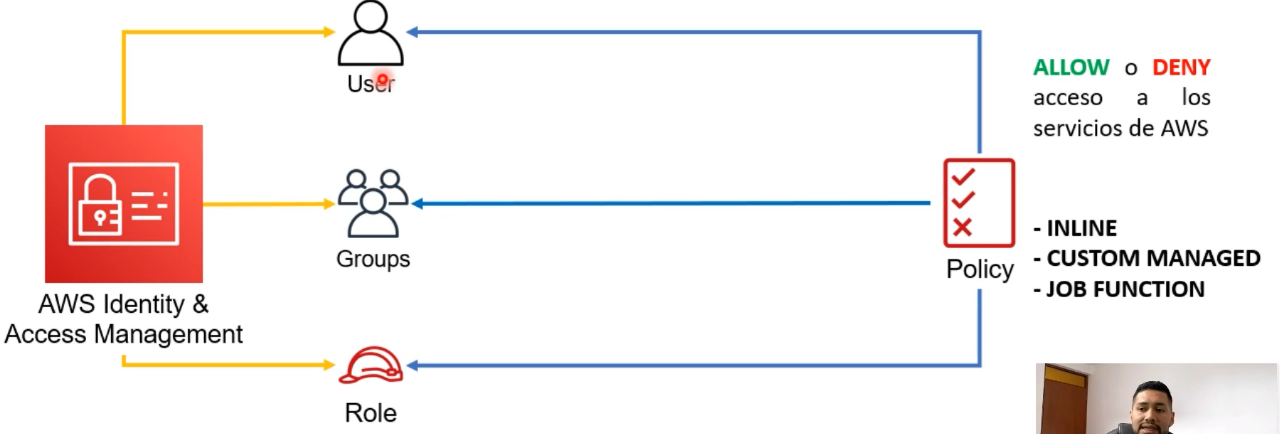 User
AWS Identity &
Access Management
Groups
Role
Policy
ALLOW o DENY
acceso a los
servicios de AWS
- INLINE
- CUSTOM MANAGED
- JOB FUNCTION